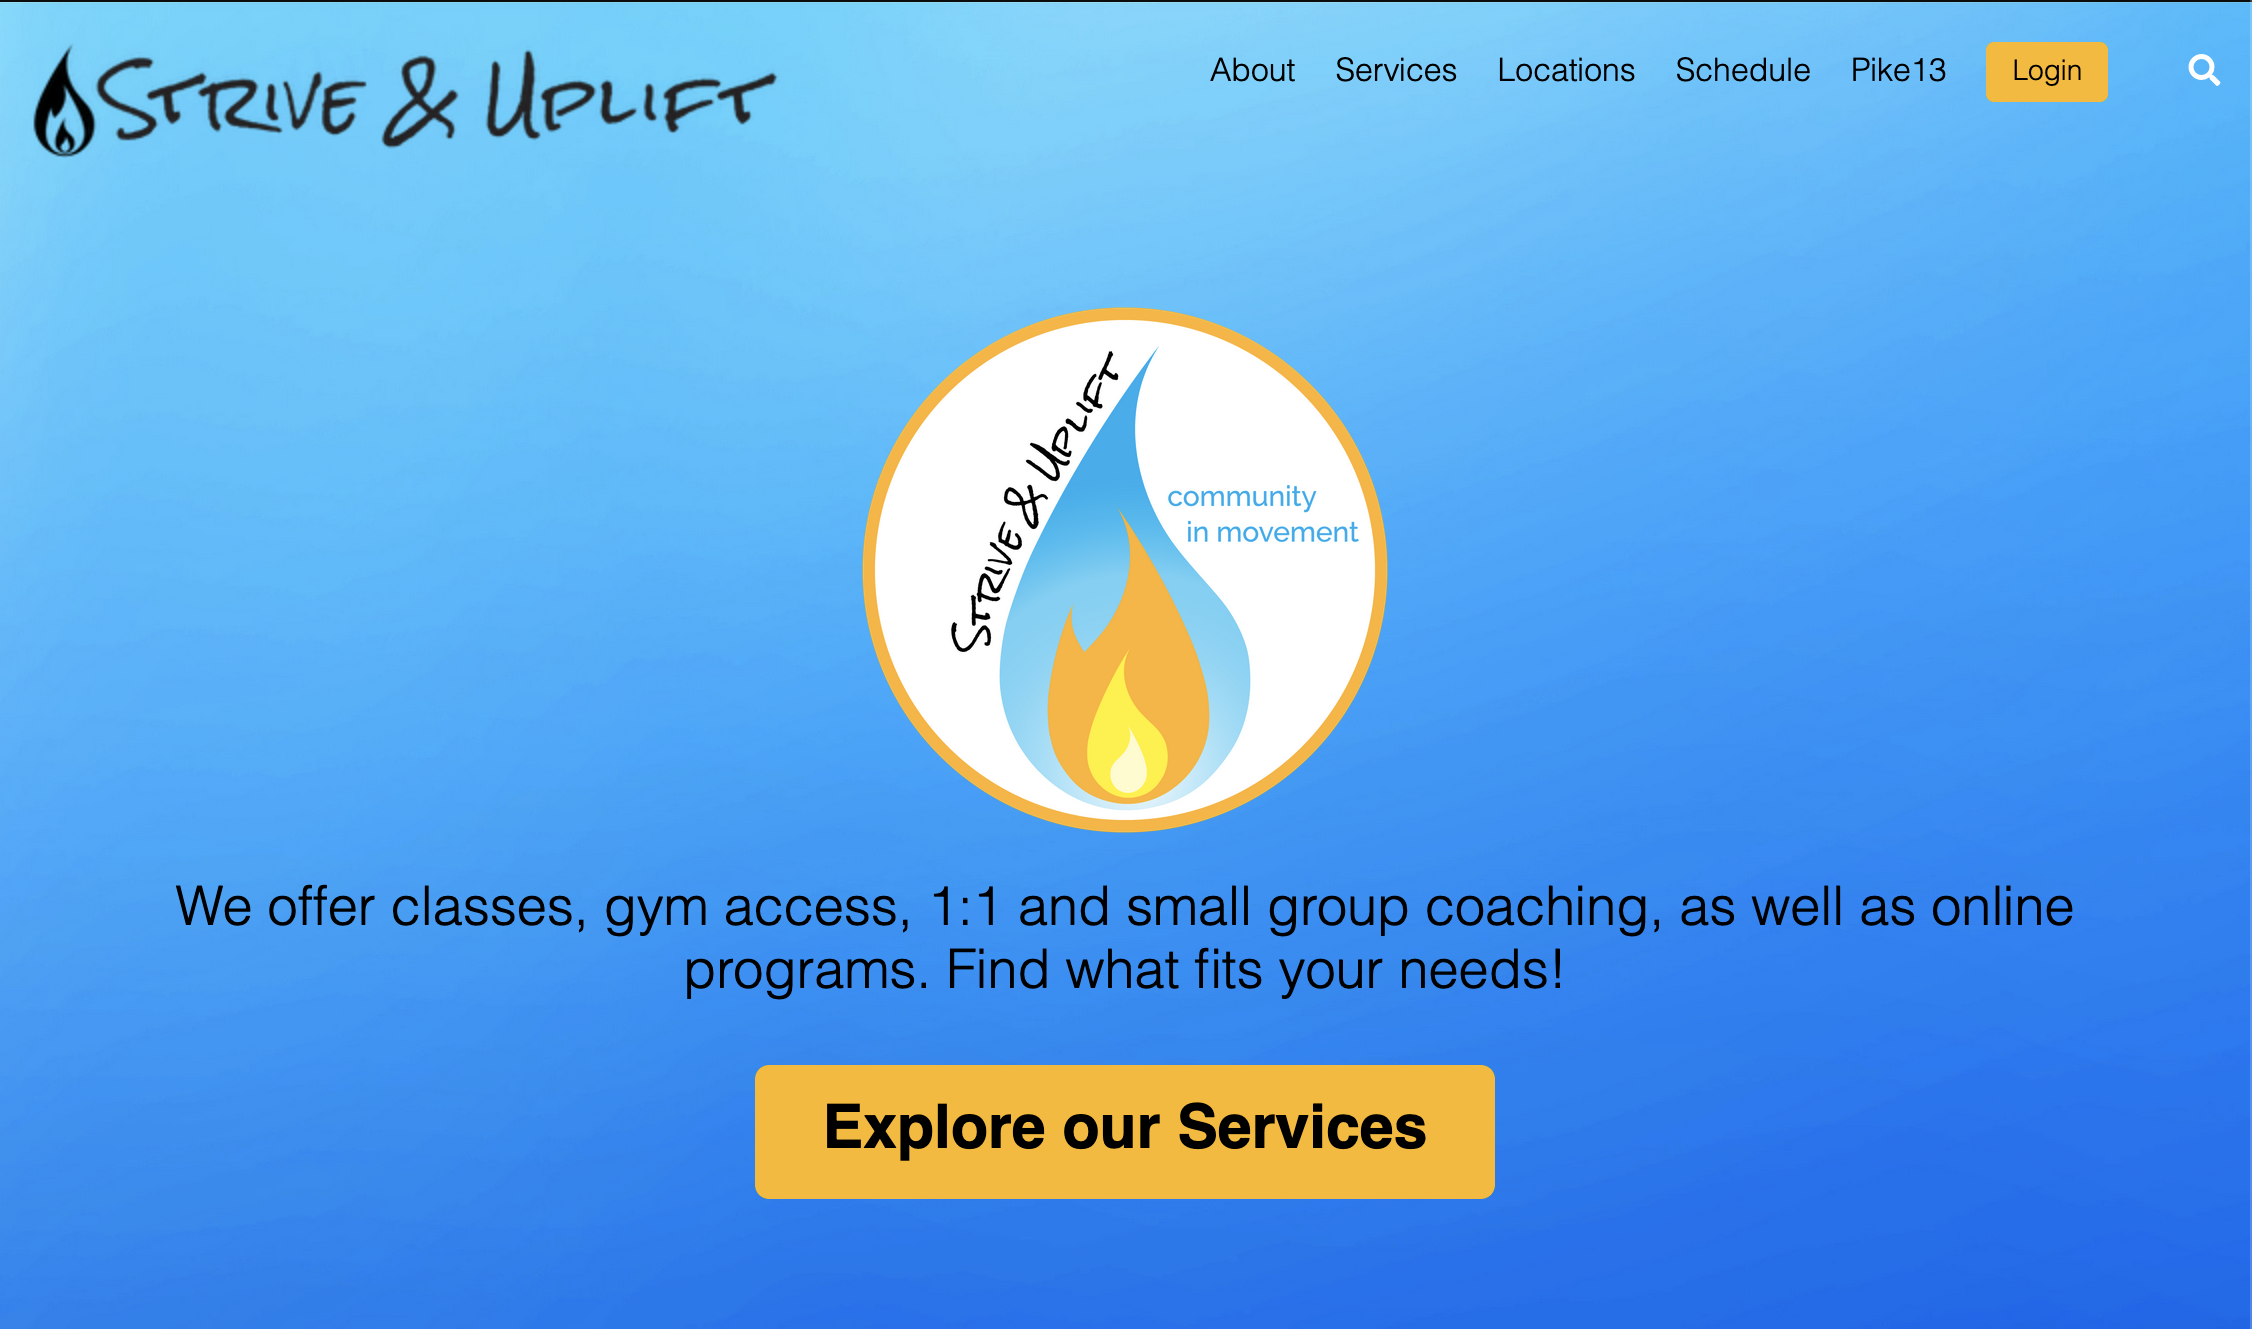 Strive & Uplift
About Services Locations Schedule Pike13 Login
Strive & Uplift
community
in movement
We offer classes, gym access, 1:1 and small group coaching, as well as online
programs. Find what fits your needs!
Explore our Services